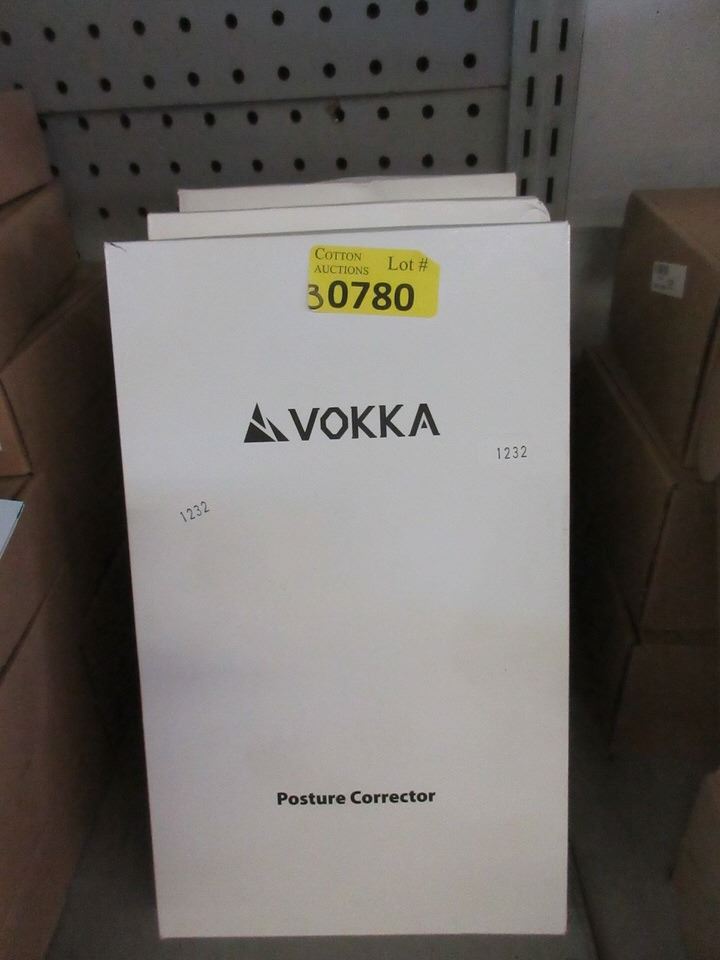 COTTON
AUCTIONS
Lot #
30780
VOKKA
1232
1232
Posture Corrector